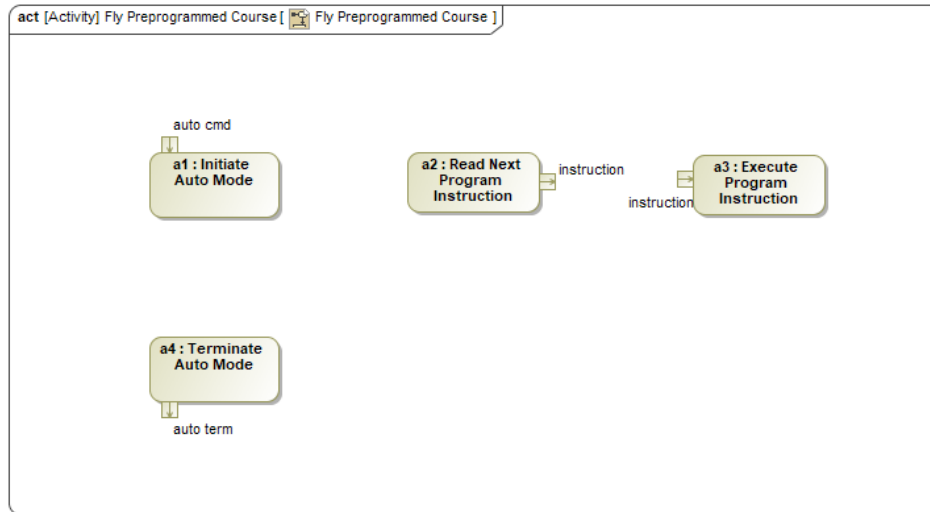 act [Activity] Fly Preprogrammed Course [ Fly Preprogrammed Course ]
auto cmd
a1 : Initiate
Auto Mode
a2 : Read Next
Program
Instruction
instruction
a3 : Execute
Program
Instruction
instruction
a4 : Terminate
Auto Mode
auto term